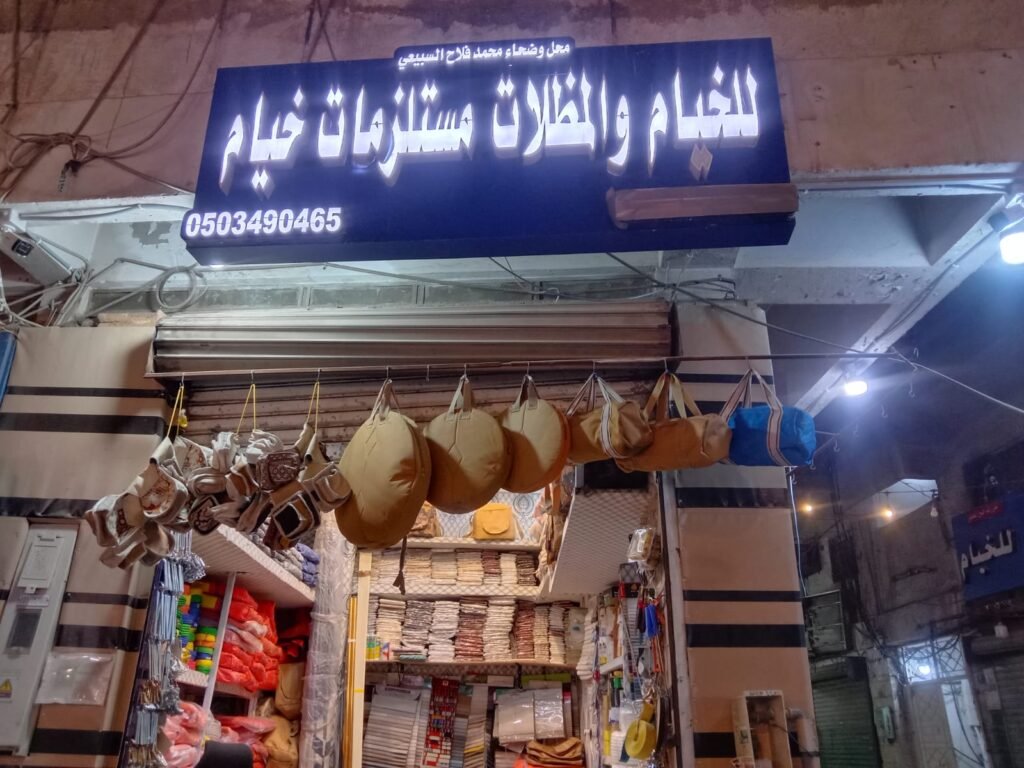 محل وضحاء محمد فلاح السبيعي
للخيام والمظلات مستلزمات خيام
0503490465
للخيام